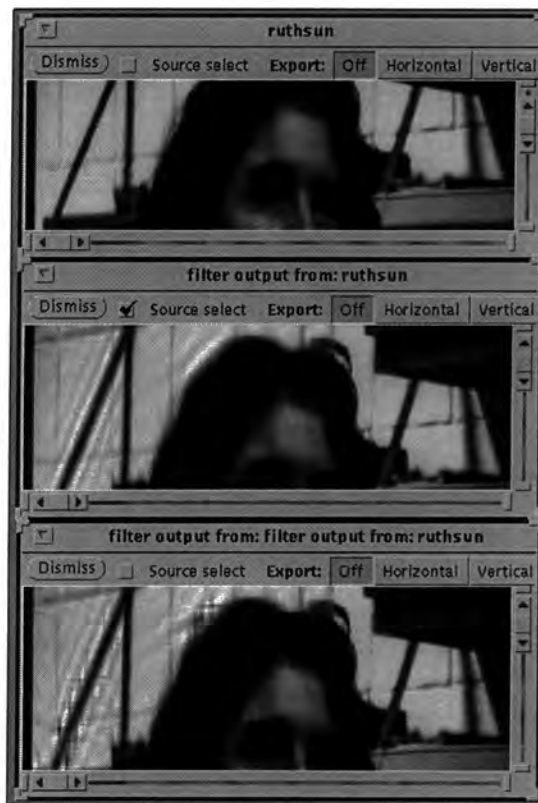 ruthsun
Dismiss Source select Export: Off Horizontal Vertical
filter output from: ruthsun
Dismiss Source select Export: Off Horizontal Vertical
filter output from: filter output from: ruthsun
Dismiss Source select Export: Off Horizontal Vertical